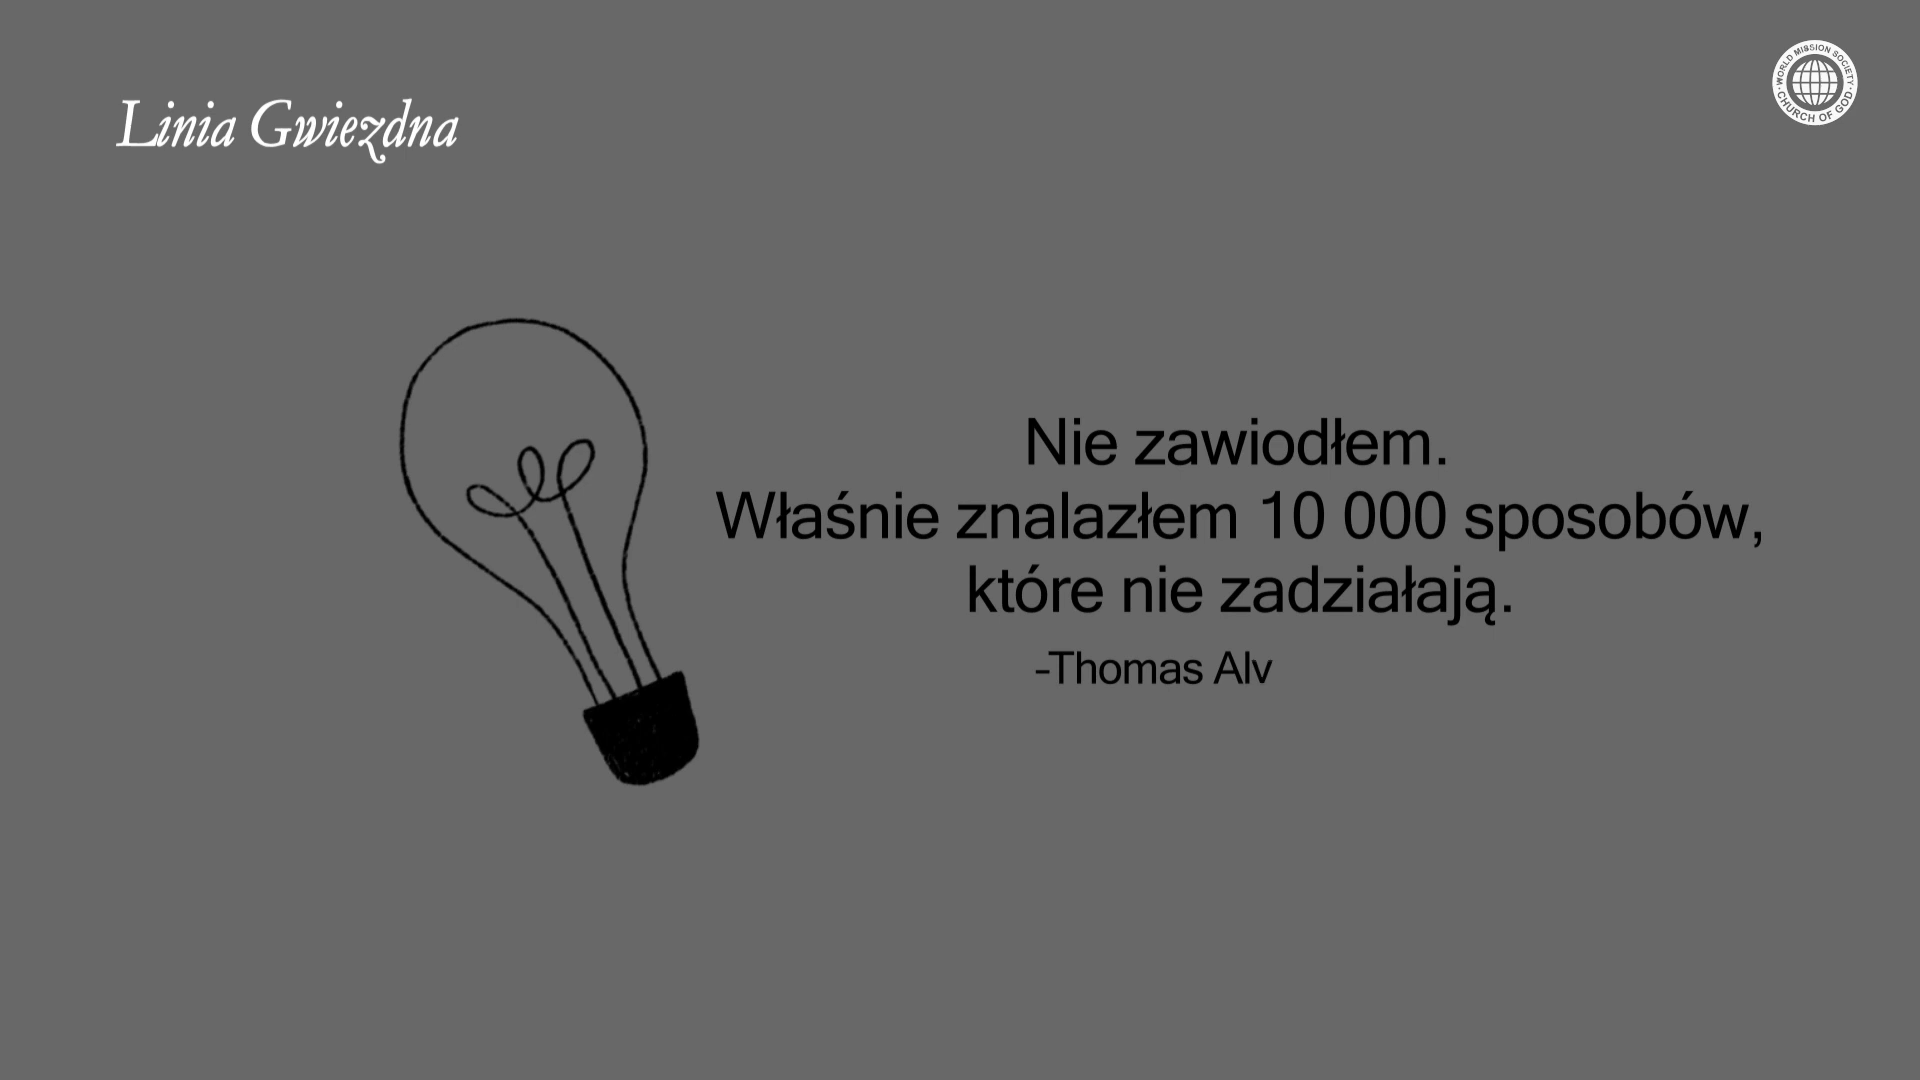 Linia Gwiezdna
WORLD MISSION SOCIETY
CHURCH OF GOD
Nie zawiodłem.
Właśnie znalazłem 10 000 sposobów,
które nie zadziałają.
-Thomas Alv